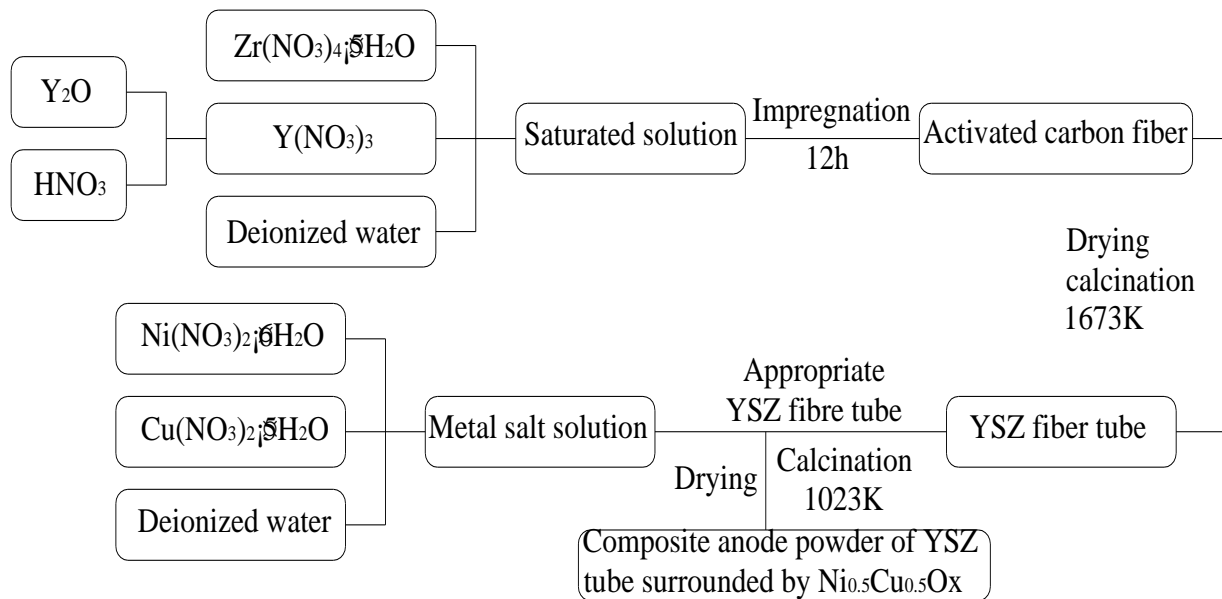 Zr(NO₃)₄¡5H₂O
Y₂O
Y(NO₃)₃
HNO₃
Deionized water
Saturated solution
Impregnation
12h
Activated carbon fiber
Drying
calcination
1673K
Ni(NO₃)₂¡6H₂O
Cu(NO₃)₂¡5H₂O
Deionized water
Metal salt solution
Appropriate
YSZ fibre tube
YSZ fiber tube
Drying
Calcination
1023K
Composite anode powder of YSZ
tube surrounded by Ni₀.₅Cu₀.₅Ox